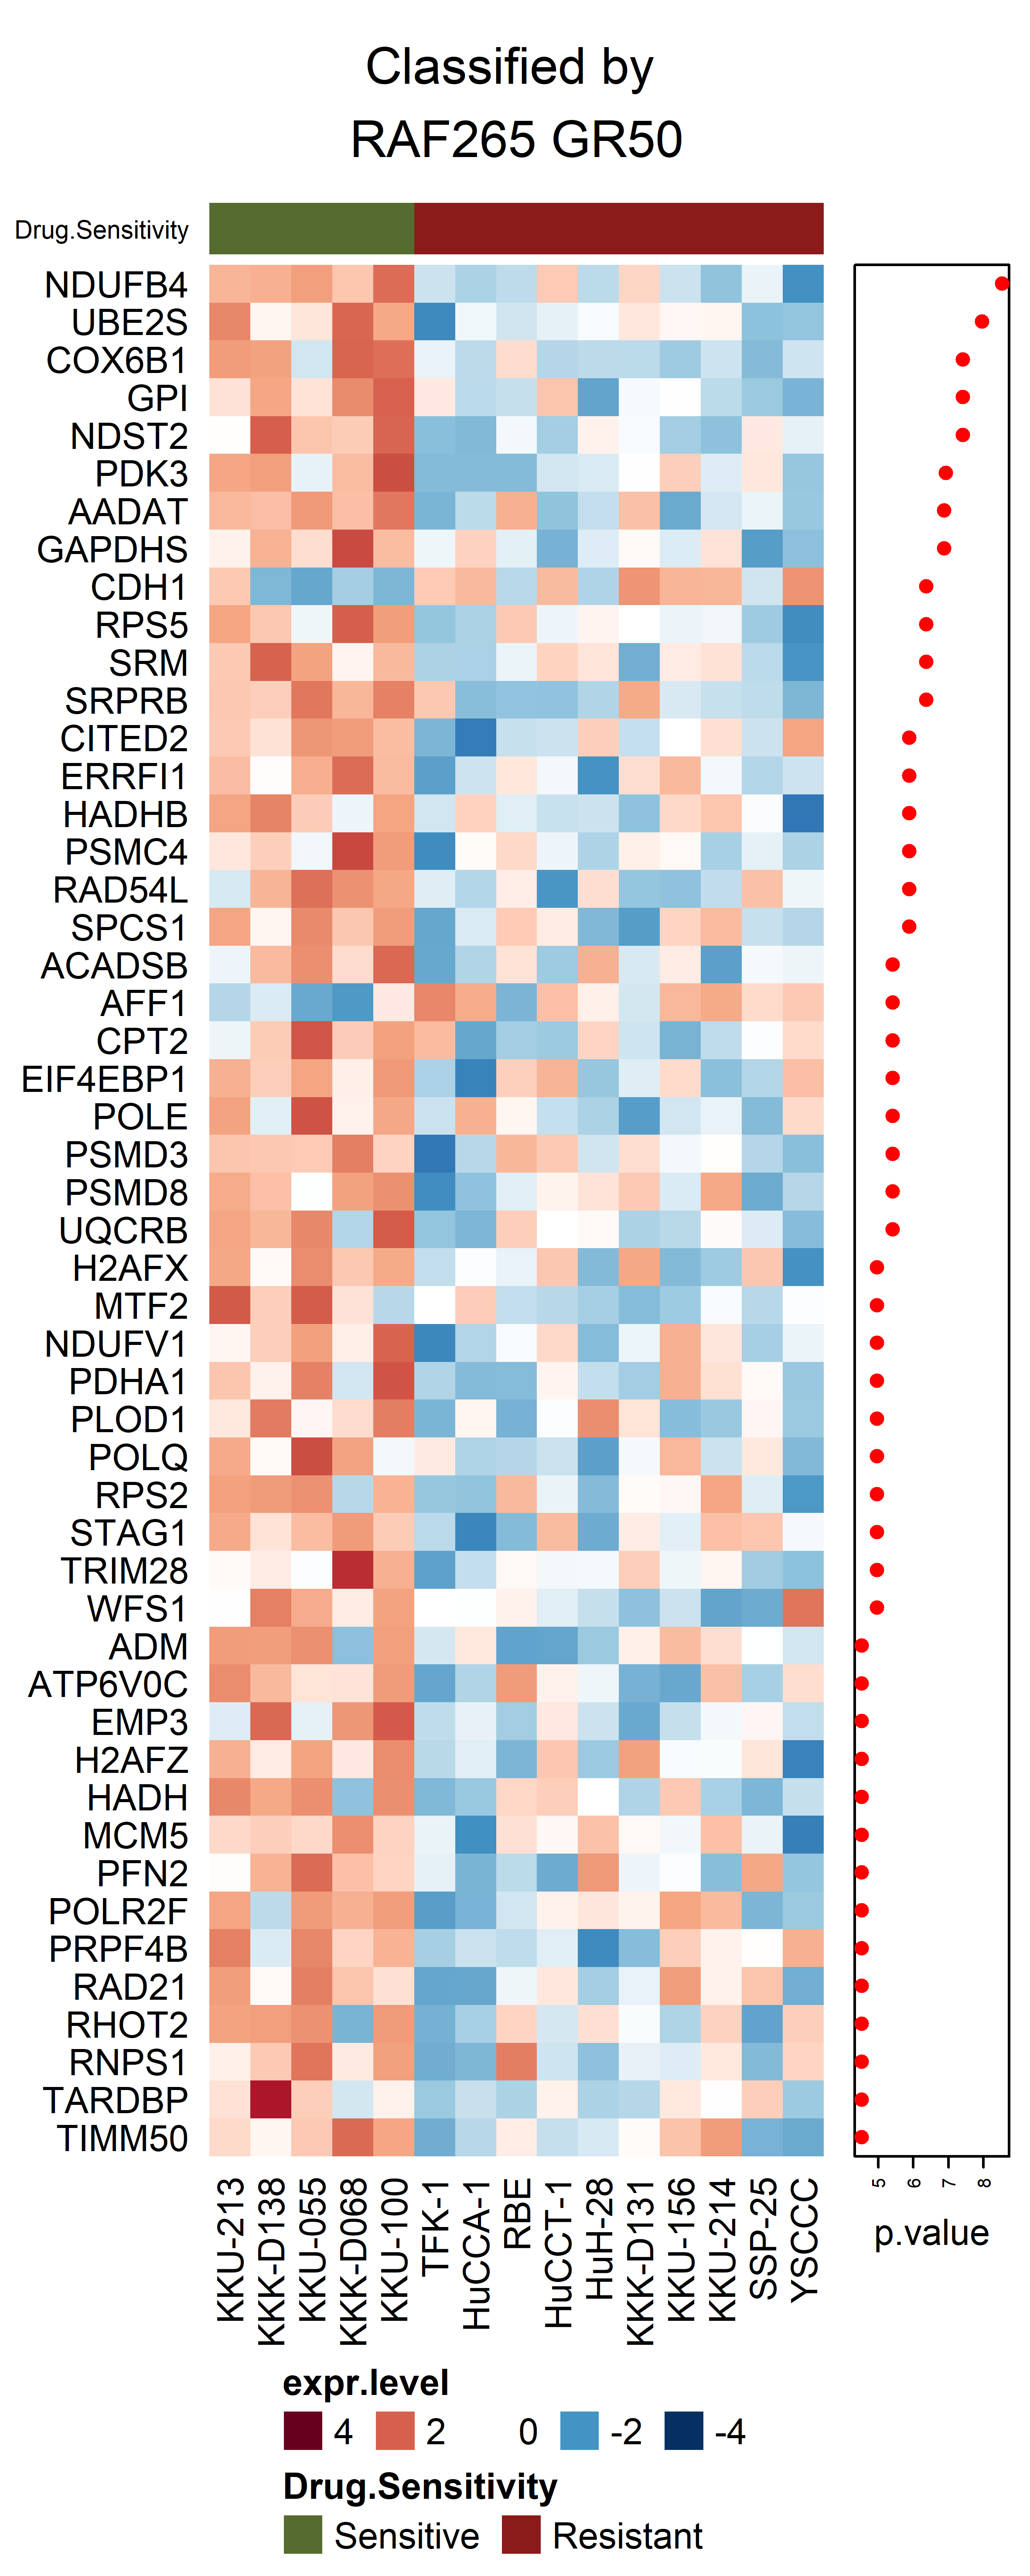 Classified by
RAF265 GR50
Drug.Sensitivity
NDUFB4
UBE2S
COX6B1
GPI
NDST2
PDK3
AADAT
GAPDHS
CDH1
RPS5
SRM
SRPRB
CITED2
ERRFI1
HADHB
PSMC4
RAD54L
SPCS1
ACADSB
AFF1
CPT2
EIF4EBP1
POLE
PSMD3
PSMD8
UQCRB
H2AFX
MTF2
NDUFV1
PDHA1
PLOD1
POLQ
RPS2
STAG1
TRIM28
WFS1
ADM
ATP6V0C
EMP3
H2AFZ
HADH
MCM5
PFN2
POLR2F
PRPF4B
RAD21
RHOT2
RNPS1
TARDBP
TIMM50
KKU-213
KKK-D138
KKU-055
KKK-D068
KKU-100
TFK-1
HuCCA-1
RBE
HuCCT-1
HuH-28
KKK-D131
KKU-156
KKU-214
SSP-25
YSCCC
5
6
7
8
p.value
expr.level
4 2 0 -2 -4
Drug.Sensitivity
Sensitive Resistant